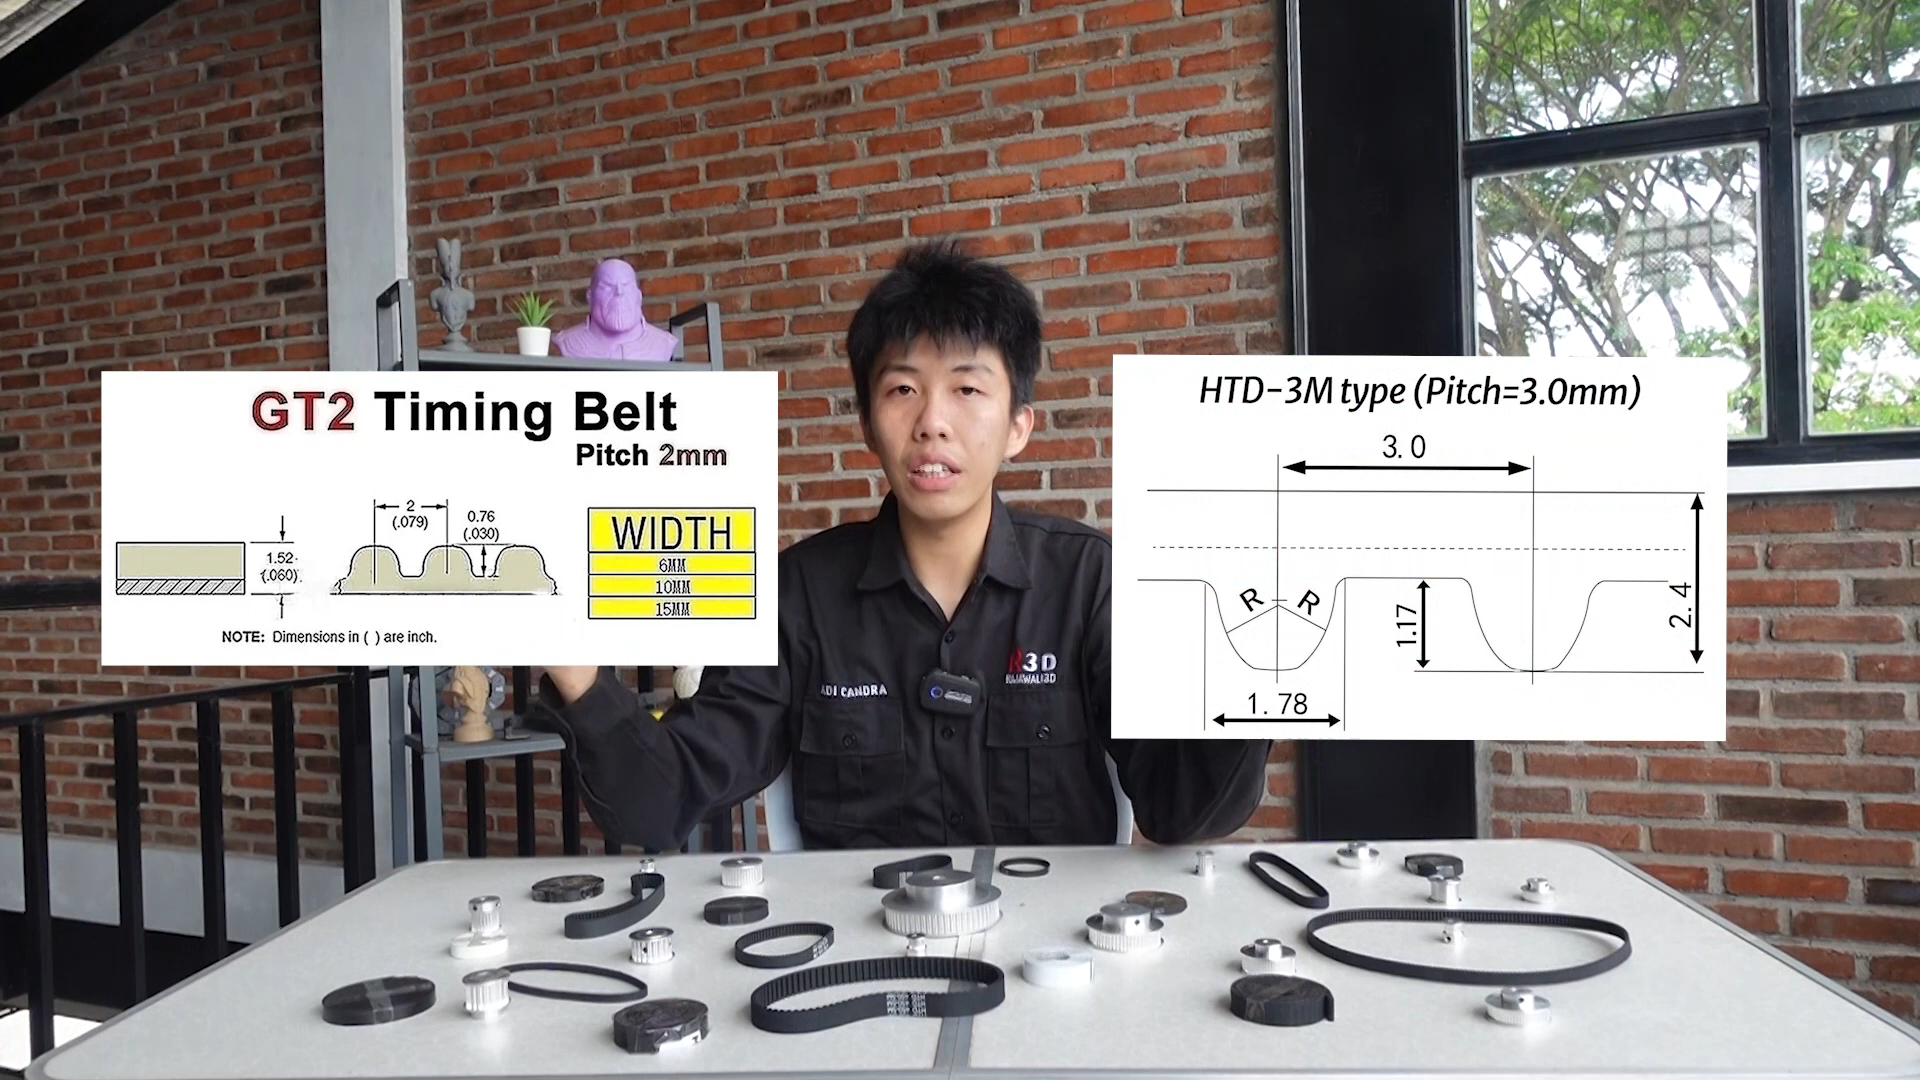 GT2 Timing Belt
Pitch 2mm
2
(.079)
0.76
(.030)
1.52
(.060)
WIDTH
6MM
10MM
15MM
NOTE: Dimensions in ( ) are inch.
HTD-3M type (Pitch=3.0mm)
3.0
R R
1.17
2.4
1.78
ADI CANDRA
R3D
RAJAWALI3D